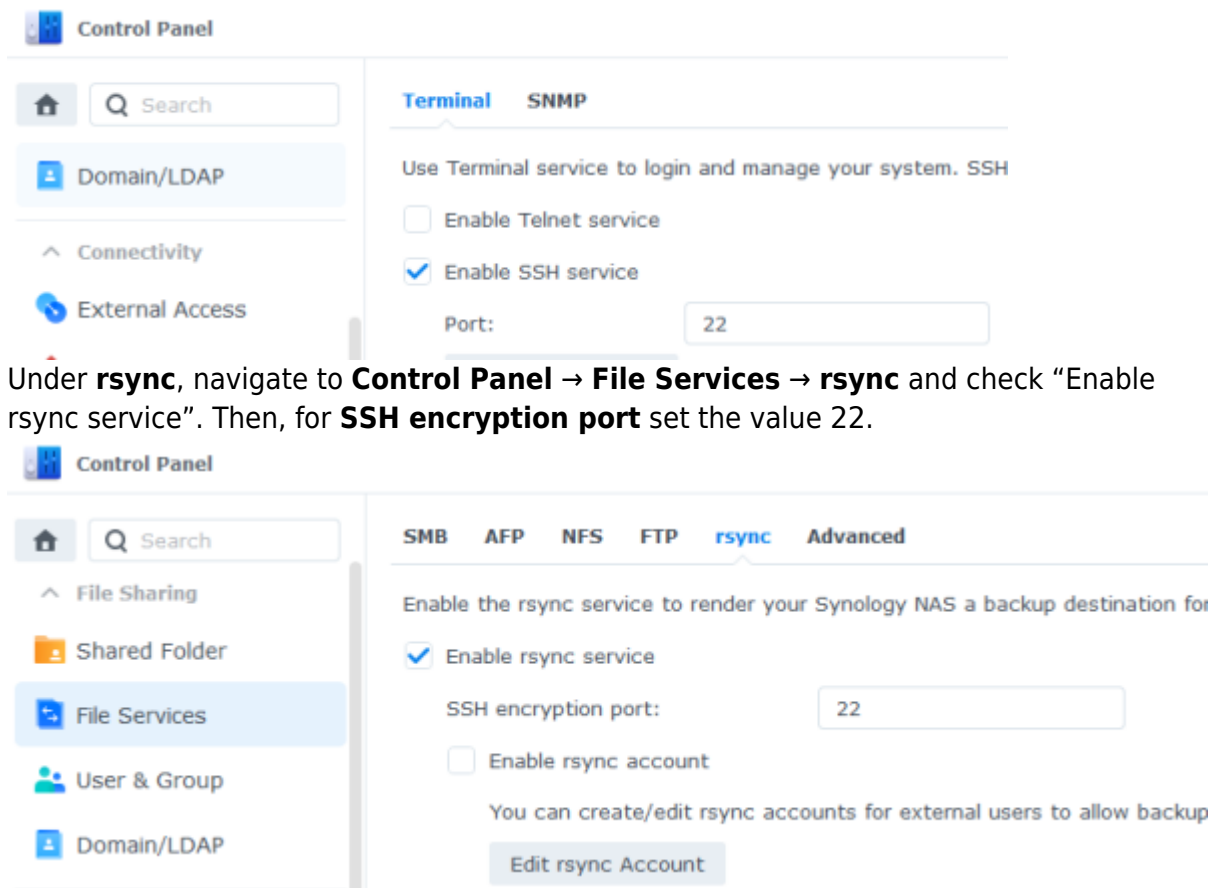 Control Panel
Search
Terminal SNMP
Domain/LDAP
Use Terminal service to login and manage your system. SSH
Enable Telnet service
Connectivity
Enable SSH service
External Access
Port: 22
Under rsync, navigate to Control Panel → File Services → rsync and check “Enable
rsync service”. Then, for SSH encryption port set the value 22.
Control Panel
Search
SMB AFP NFS FTP rsync Advanced
File Sharing
Enable the rsync service to render your Synology NAS a backup destination for
Shared Folder
Enable rsync service
File Services
SSH encryption port: 22
Enable rsync account
User & Group
You can create/edit rsync accounts for external users to allow backup
Domain/LDAP
Edit rsync Account